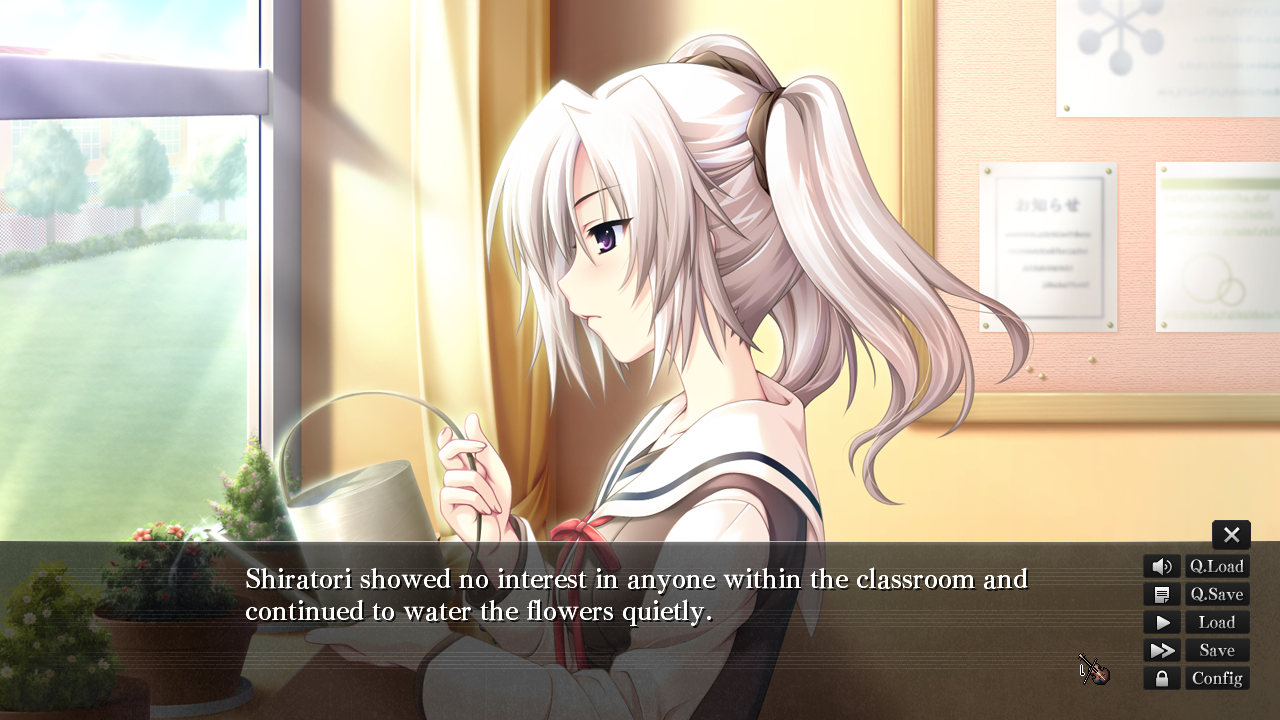 お知らせ
Shiratori showed no interest in anyone within the classroom and
continued to water the flowers quietly.
Q.Load
Q.Save
Load
Save
Config